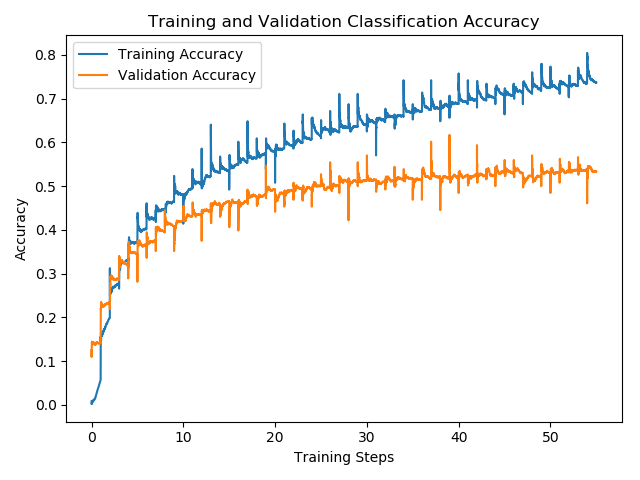 Training and Validation Classification Accuracy
Training Accuracy
Validation Accuracy
Accuracy
0.8
0.7
0.6
0.5
0.4
0.3
0.2
0.1
0.0
0 10 20 30 40 50
Training Steps